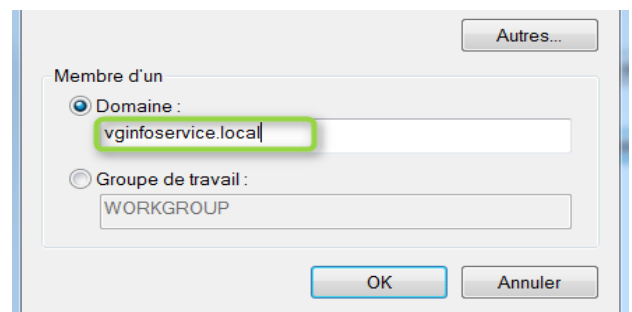 Autres...
Membre d'un
Domaine :
vginfoservice.local
Groupe de travail :
WORKGROUP
OK Annuler